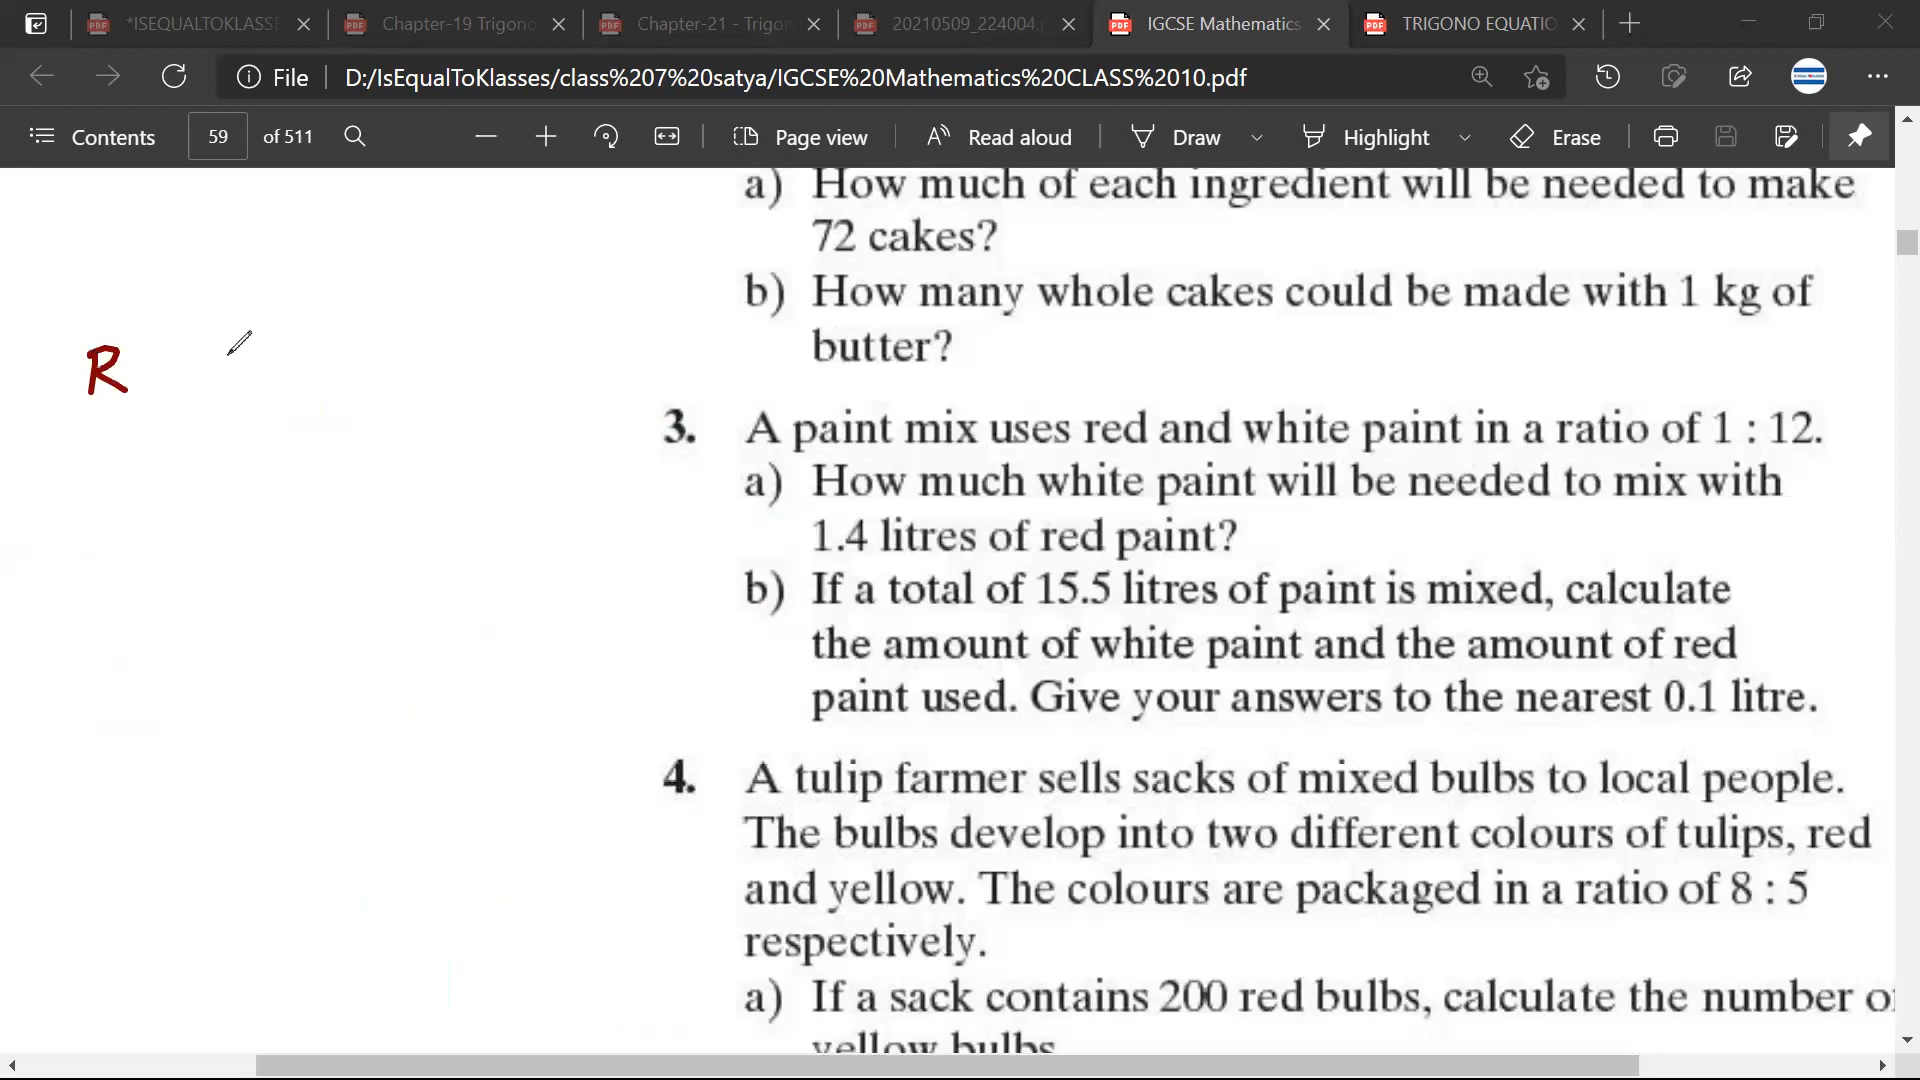 *ISEQUALTOKLASSE
Chapter-19 Trigono
Chapter-21 - Trigor
20210509_224004.
IGCSE Mathematics
TRIGONO EQUATIO
File
D:/IsEqualToKlasses/class%207%20satya/IGCSE%20Mathematics%20CLASS%2010.pdf
Contents
59
of 511
Page view
Read aloud
Draw
Highlight
Erase
a) How much of each ingredient will be needed to make
72 cakes?
b) How many whole cakes could be made with 1 kg of
butter?
R
3. A paint mix uses red and white paint in a ratio of 1 : 12.
a) How much white paint will be needed to mix with
1.4 litres of red paint?
b) If a total of 15.5 litres of paint is mixed, calculate
the amount of white paint and the amount of red
paint used. Give your answers to the nearest 0.1 litre.
4. A tulip farmer sells sacks of mixed bulbs to local people.
The bulbs develop into two different colours of tulips, red
and yellow. The colours are packaged in a ratio of 8 : 5
respectively.
a) If a sack contains 200 red bulbs, calculate the number of
yellow bulbs